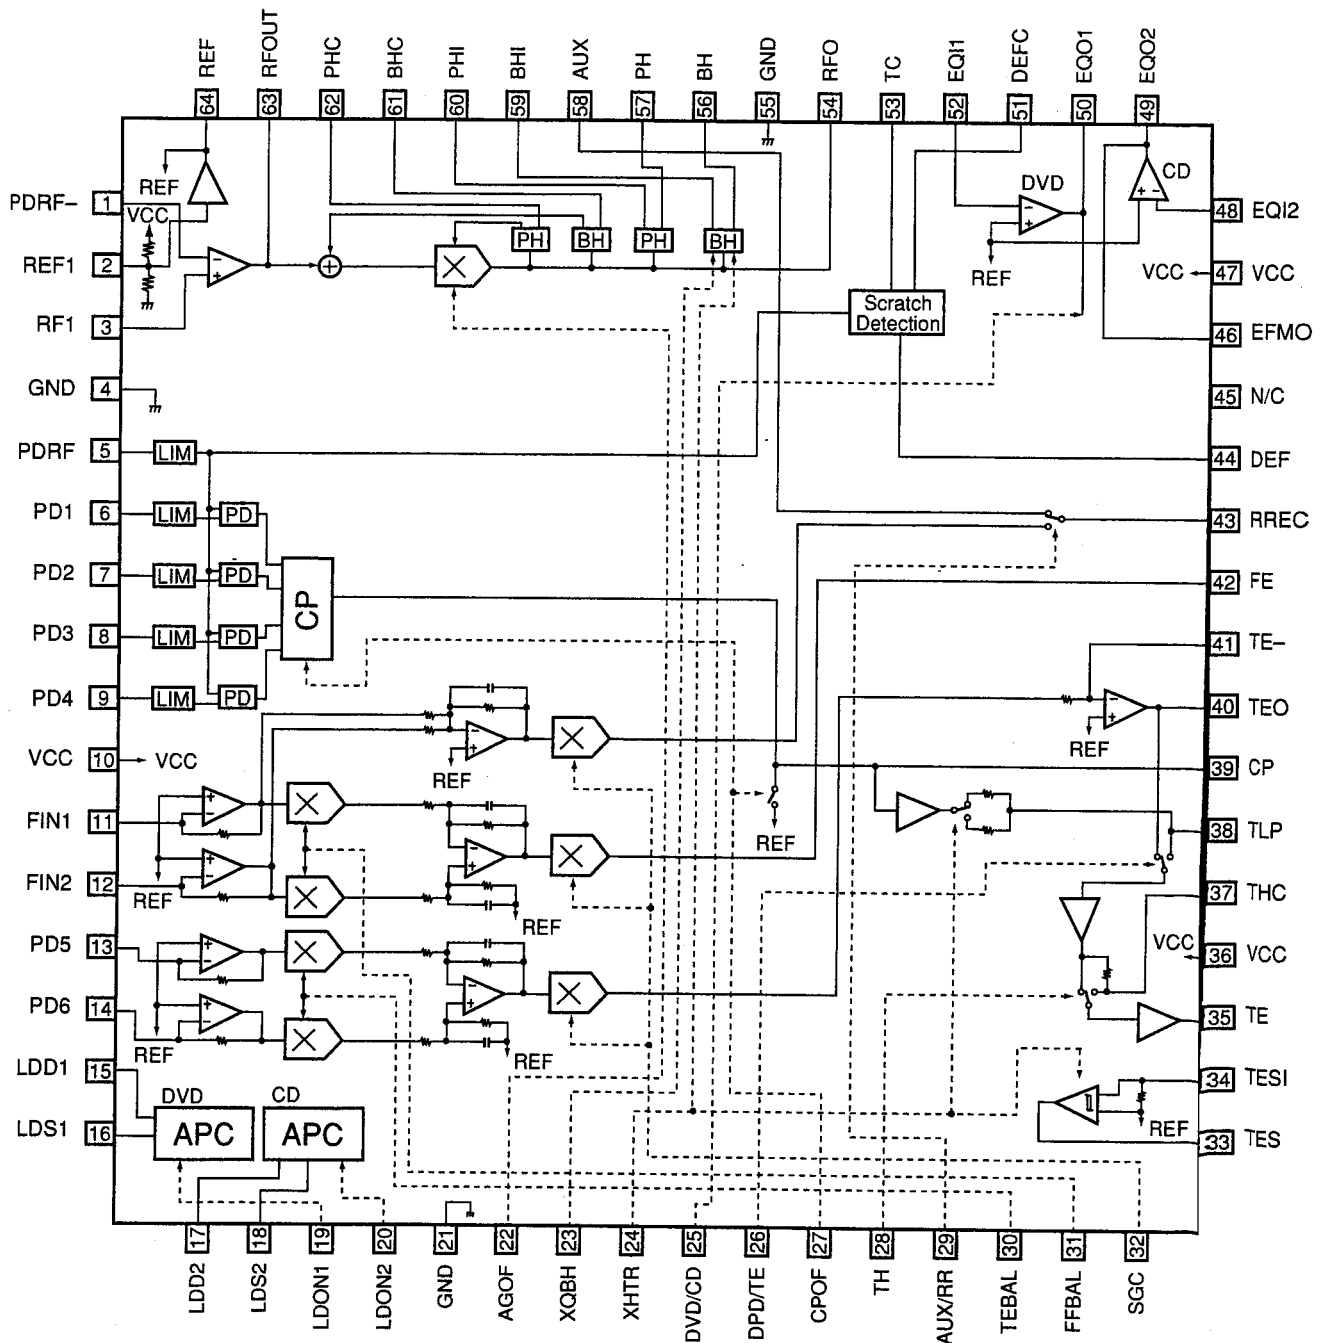 REF
RFOUT
PHC
BHC
PHI
BHI
AUX
PH
BH
GND
RFO
TC
EQI1
DEFC
EQO1
EQO2
64
63
62
61
60
59
58
57
56
55
54
53
52
51
50
49
PDRF– 1
REF
VCC
DVD
CD
48 EQI2
REF1 2
PH
BH
PH
BH
REF
VCC
47 VCC
RF1 3
Scratch
Detection
46 EFMO
GND 4
45 N/C
PDRF 5 LIM
44 DEF
PD1 6 LIM PD
43 RREC
PD2 7 LIM PD
CP
42 FE
PD3 8 LIM PD
41 TE–
PD4 9 LIM PD
40 TEO
REF
REF
VCC 10 VCC
39 CP
FIN1 11
REF
38 TLP
FIN2 12
REF
REF
37 THC
PD5 13
VCC
36 VCC
PD6 14
REF
REF
35 TE
LDD1 15
34 TESI
DVD
CD
LDS1 16
APC
APC
REF
33 TES
17
18
19
20
21
22
23
24
25
26
27
28
29
30
31
32
LDD2
LDS2
LDON1
LDON2
GND
AGOF
XQBH
XHTR
DVD/CD
DPD/TE
CPOF
TH
AUX/RR
TEBAL
FFBAL
SGC